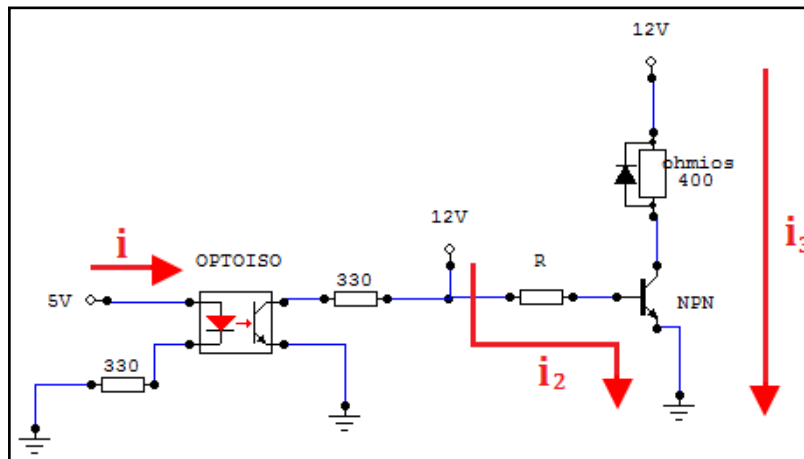 12V
ohmios
400
12V
i
OPTOISO
330
R
i3
5V
NPN
330
i2